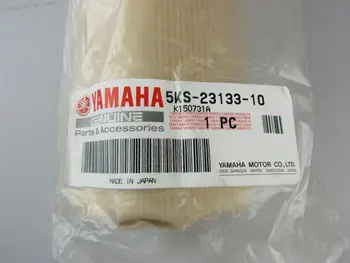 YAMAHA
GENUINE
Parts & Accessories
5KS-23133-10
K150731A
1 PC
YAMAHA MOTOR CO.,LTD.
MADE IN JAPAN